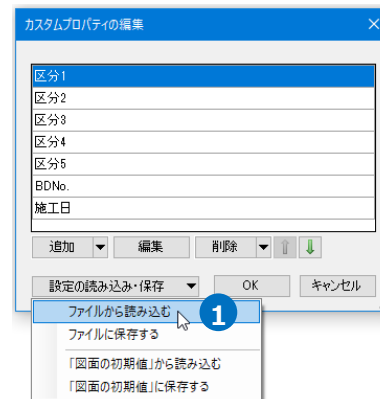 カスタムプロパティの編集
区分1
区分2
区分3
区分4
区分5
BDNo.
施工日
追加 編集 削除
設定の読み込み・保存 OK キャンセル
ファイルから読み込む 1
ファイルに保存する
「図面の初期値」から読み込む
「図面の初期値」に保存する